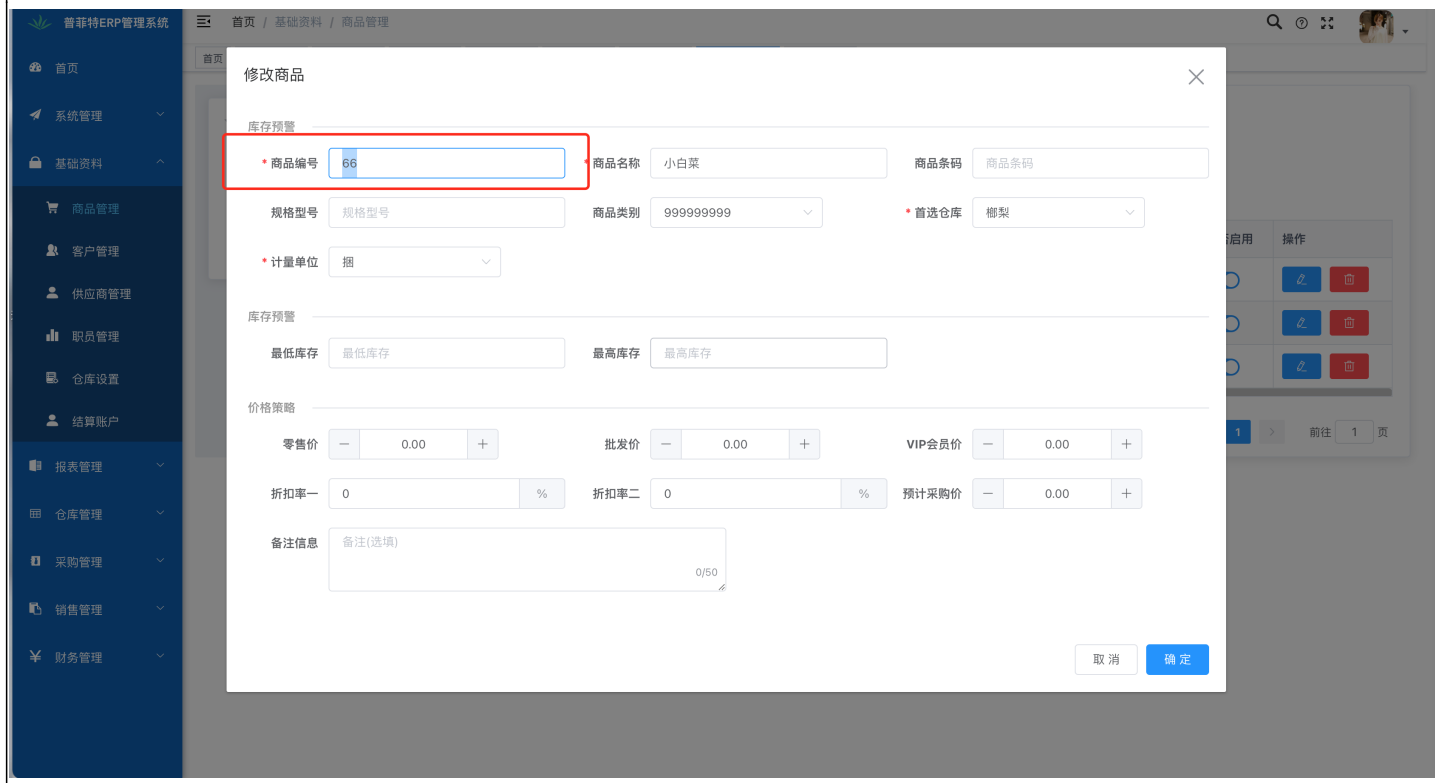 普菲特ERP管理系统
首页 / 基础资料 / 商品管理
首页
首页
系统管理
基础资料
商品管理
客户管理
供应商管理
职员管理
仓库设置
结算账户
报表管理
仓库管理
采购管理
销售管理
财务管理
修改商品
库存预警
* 商品编号 66 * 商品名称 小白菜 商品条码 商品条码
规格型号 规格型号 商品类别 999999999 * 首选仓库 榔梨
* 计量单位 捆
库存预警
最低库存 最低库存 最高库存 最高库存
价格策略
零售价 － 0.00 + 批发价 － 0.00 + VIP会员价 － 0.00 +
折扣率一 0 % 折扣率二 0 % 预计采购价 － 0.00 +
备注信息 备注(选填)
0/50
取 消 确 定
启用 操作
1 > 前往 1 页